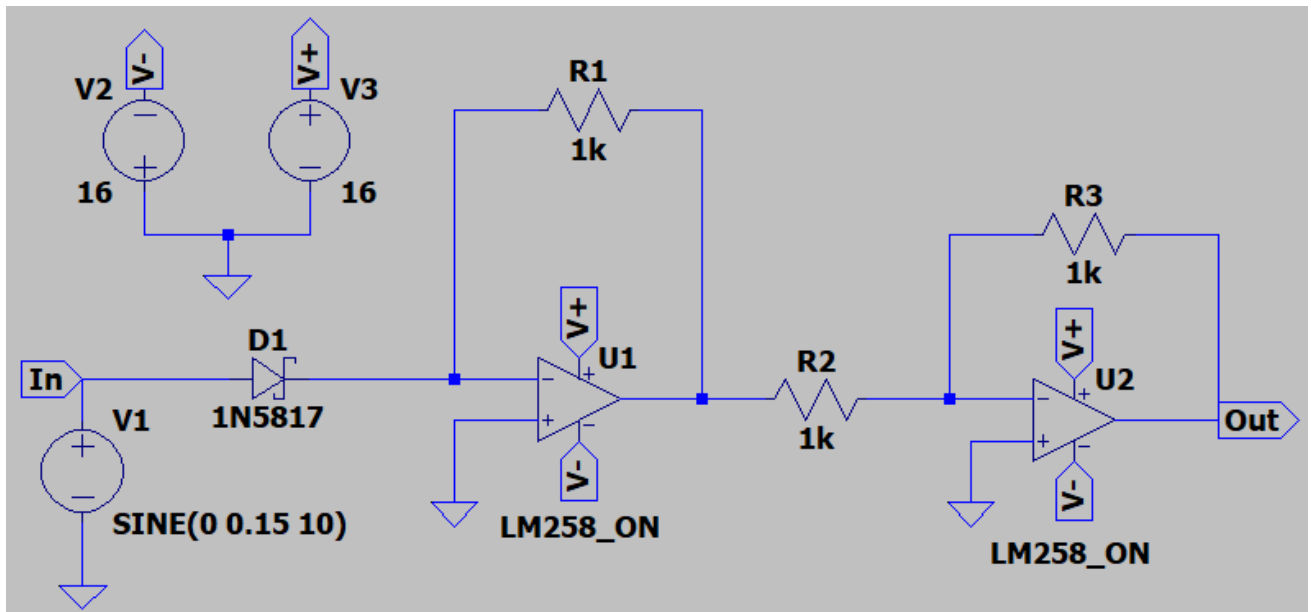 V-
V+
V2
V3
16
16
R1
1k
R3
1k
In
D1
1N5817
V1
SINE(0 0.15 10)
V+
U1
V-
LM258_ON
R2
1k
V+
U2
V-
LM258_ON
Out